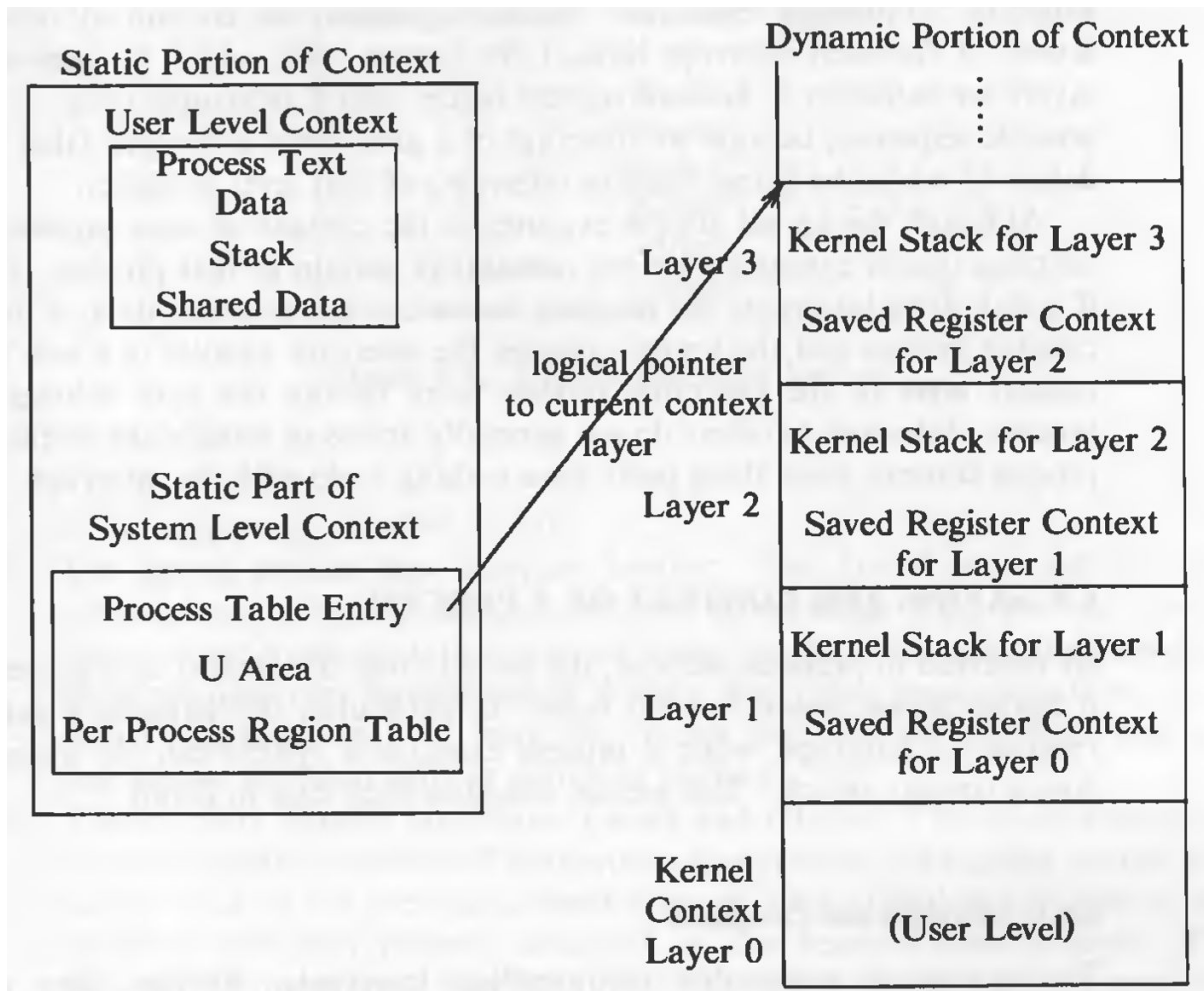 Static Portion of Context
User Level Context
Process Text
Data
Stack
Shared Data
Static Part of
System Level Context
Process Table Entry
U Area
Per Process Region Table
logical pointer
to current context
layer
Dynamic Portion of Context
Layer 3
Kernel Stack for Layer 3
Saved Register Context
for Layer 2
Layer 2
Kernel Stack for Layer 2
Saved Register Context
for Layer 1
Layer 1
Kernel Stack for Layer 1
Saved Register Context
for Layer 0
Kernel
Context
Layer 0
(User Level)